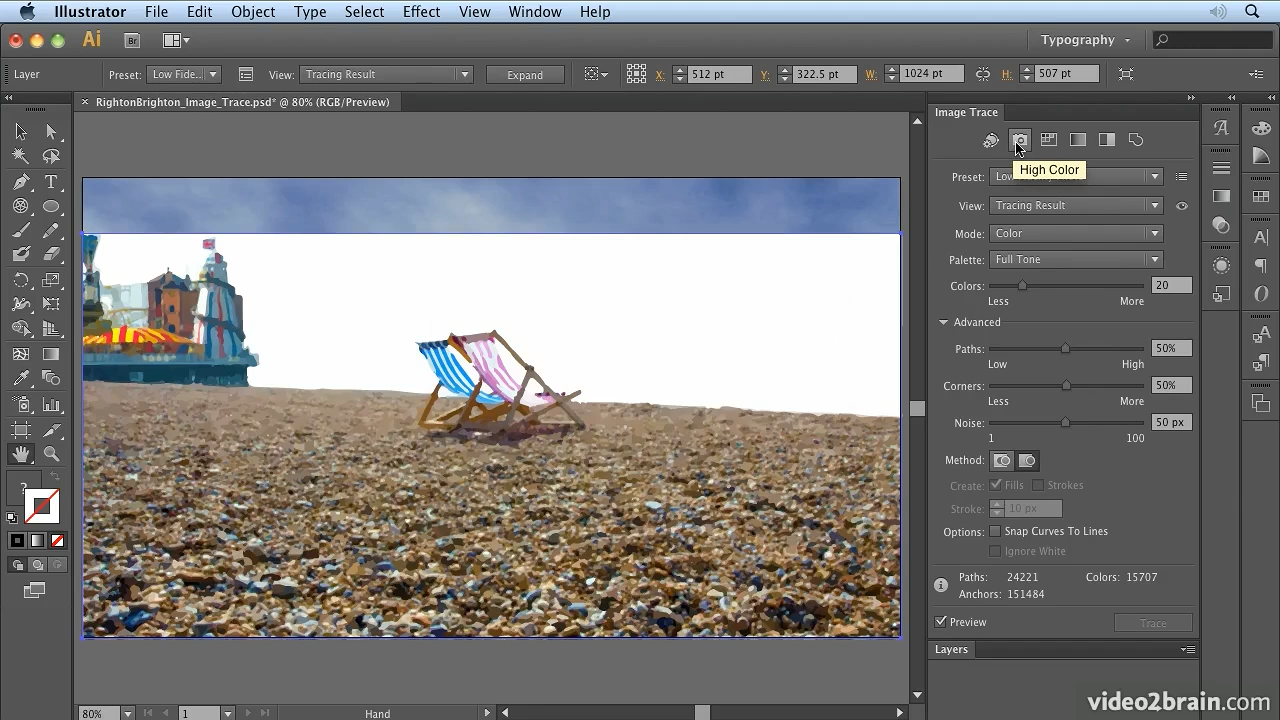 Illustrator File Edit Object Type Select Effect View Window Help
Ai Br Typography
Layer Preset: Low Fide... View: Tracing Result Expand X: 512 pt Y: 322.5 pt W: 1024 pt H: 507 pt
× RightonBrighton_Image_Trace.psd* @ 80% (RGB/Preview)
Image Trace
High Color
Preset: Low
View: Tracing Result
Mode: Color
Palette: Full Tone
Colors: 20
Less More
Advanced
Paths: 50%
Low High
Corners: 50%
Less More
Noise: 50 px
1 100
Method:
Create: Fills Strokes
Stroke: 10 px
Options: Snap Curves To Lines
Ignore White
Paths: 24221 Colors: 15707
Anchors: 151484
Preview Trace
Layers
80% 1 Hand
video2brain.com